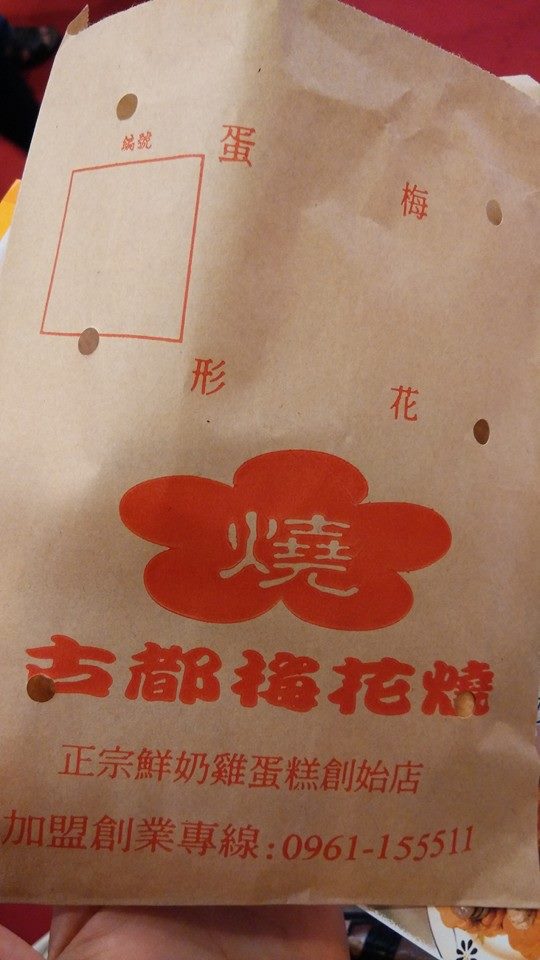 編號
蛋
梅
形
花
燒
古都梅花燒
正宗鮮奶雞蛋糕創始店
加盟創業專線:0961-155511